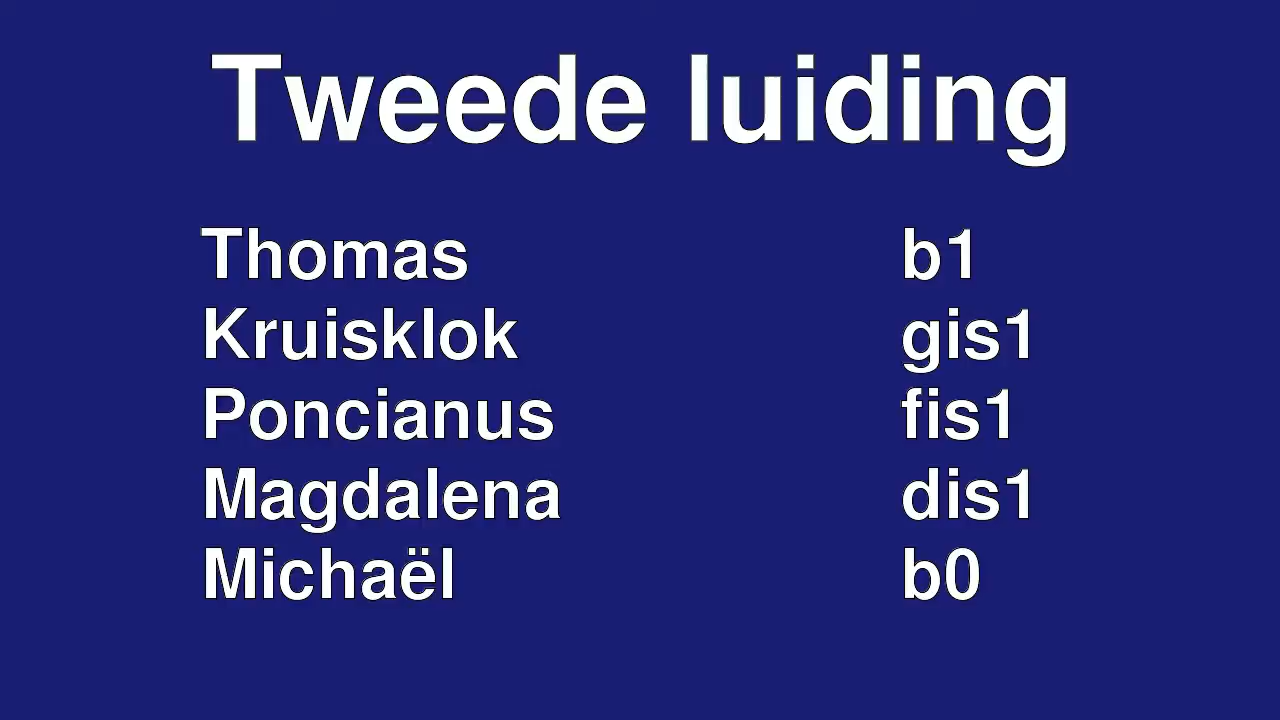 Tweede luiding
Thomas b1
Kruisklok gis1
Poncianus fis1
Magdalena dis1
Michaël b0